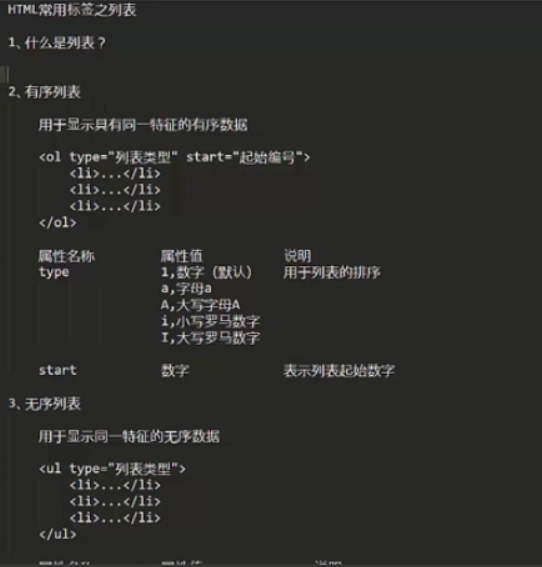 HTML常用标签之列表
1、什么是列表？
2、有序列表
用于显示具有同一特征的有序数据
<ol type="列表类型" start="起始编号">
<li>...</li>
<li>...</li>
<li>...</li>
</ol>
属性名称 属性值 说明
type 1,数字（默认） 用于列表的排序
a,字母a
A,大写字母A
i,小写罗马数字
I,大写罗马数字
start 数字 表示列表起始数字
3、无序列表
用于显示同一特征的无序数据
<ul type="列表类型">
<li>...</li>
<li>...</li>
<li>...</li>
</ul>